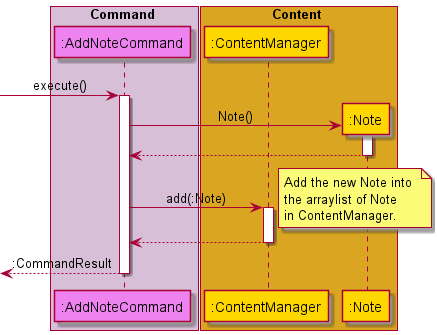 Command
Content
:AddNoteCommand
:ContentManager
execute()
Note()
:Note
add(:Note)
Add the new Note into
the arraylist of Note
in ContentManager.
:CommandResult
:AddNoteCommand
:ContentManager
:Note